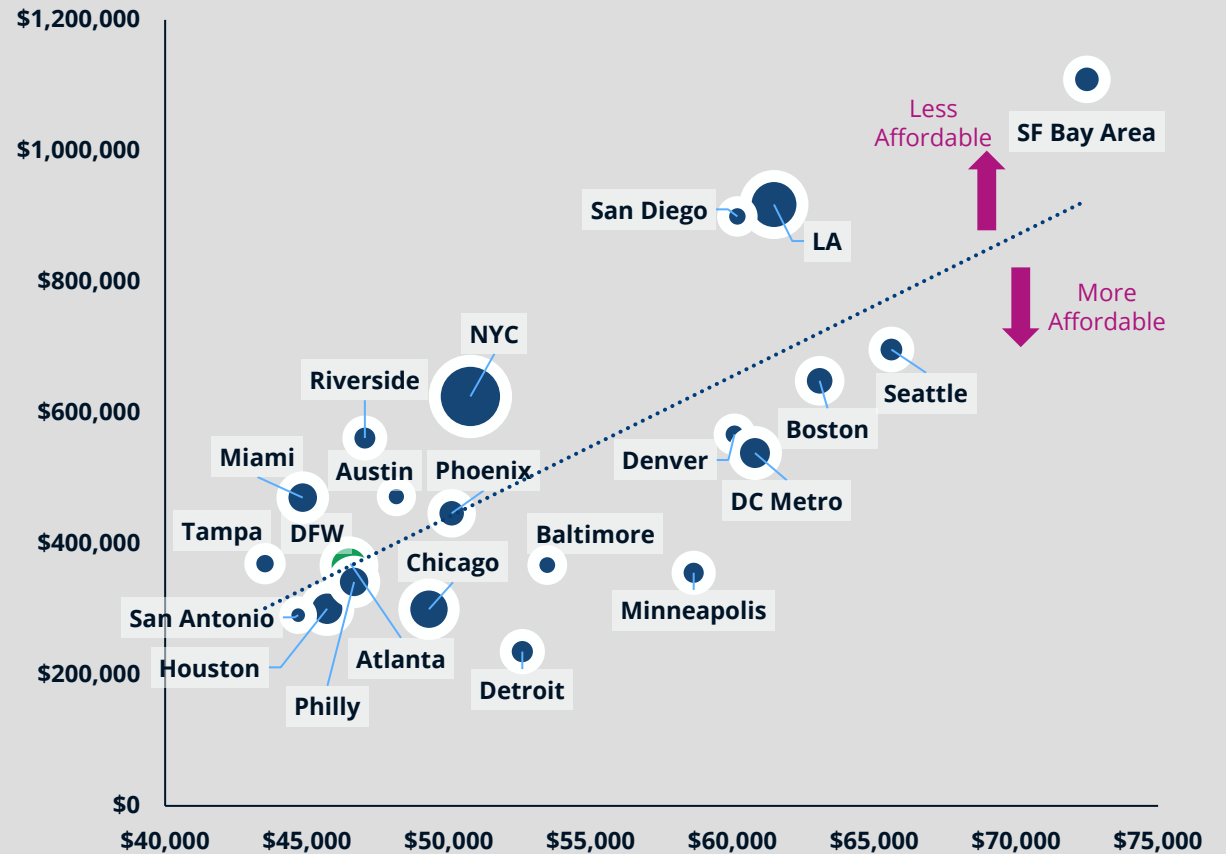 $1,200,000
$1,000,000
$800,000
$600,000
$400,000
$200,000
$0
Less
Affordable
SF Bay Area
San Diego
LA
More
Affordable
NYC
Riverside
Seattle
Boston
Miami
Austin
Phoenix
Denver
DC Metro
Tampa
DFW
Baltimore
Chicago
Minneapolis
San Antonio
Houston
Atlanta
Detroit
Philly
$40,000
$45,000
$50,000
$55,000
$60,000
$65,000
$70,000
$75,000